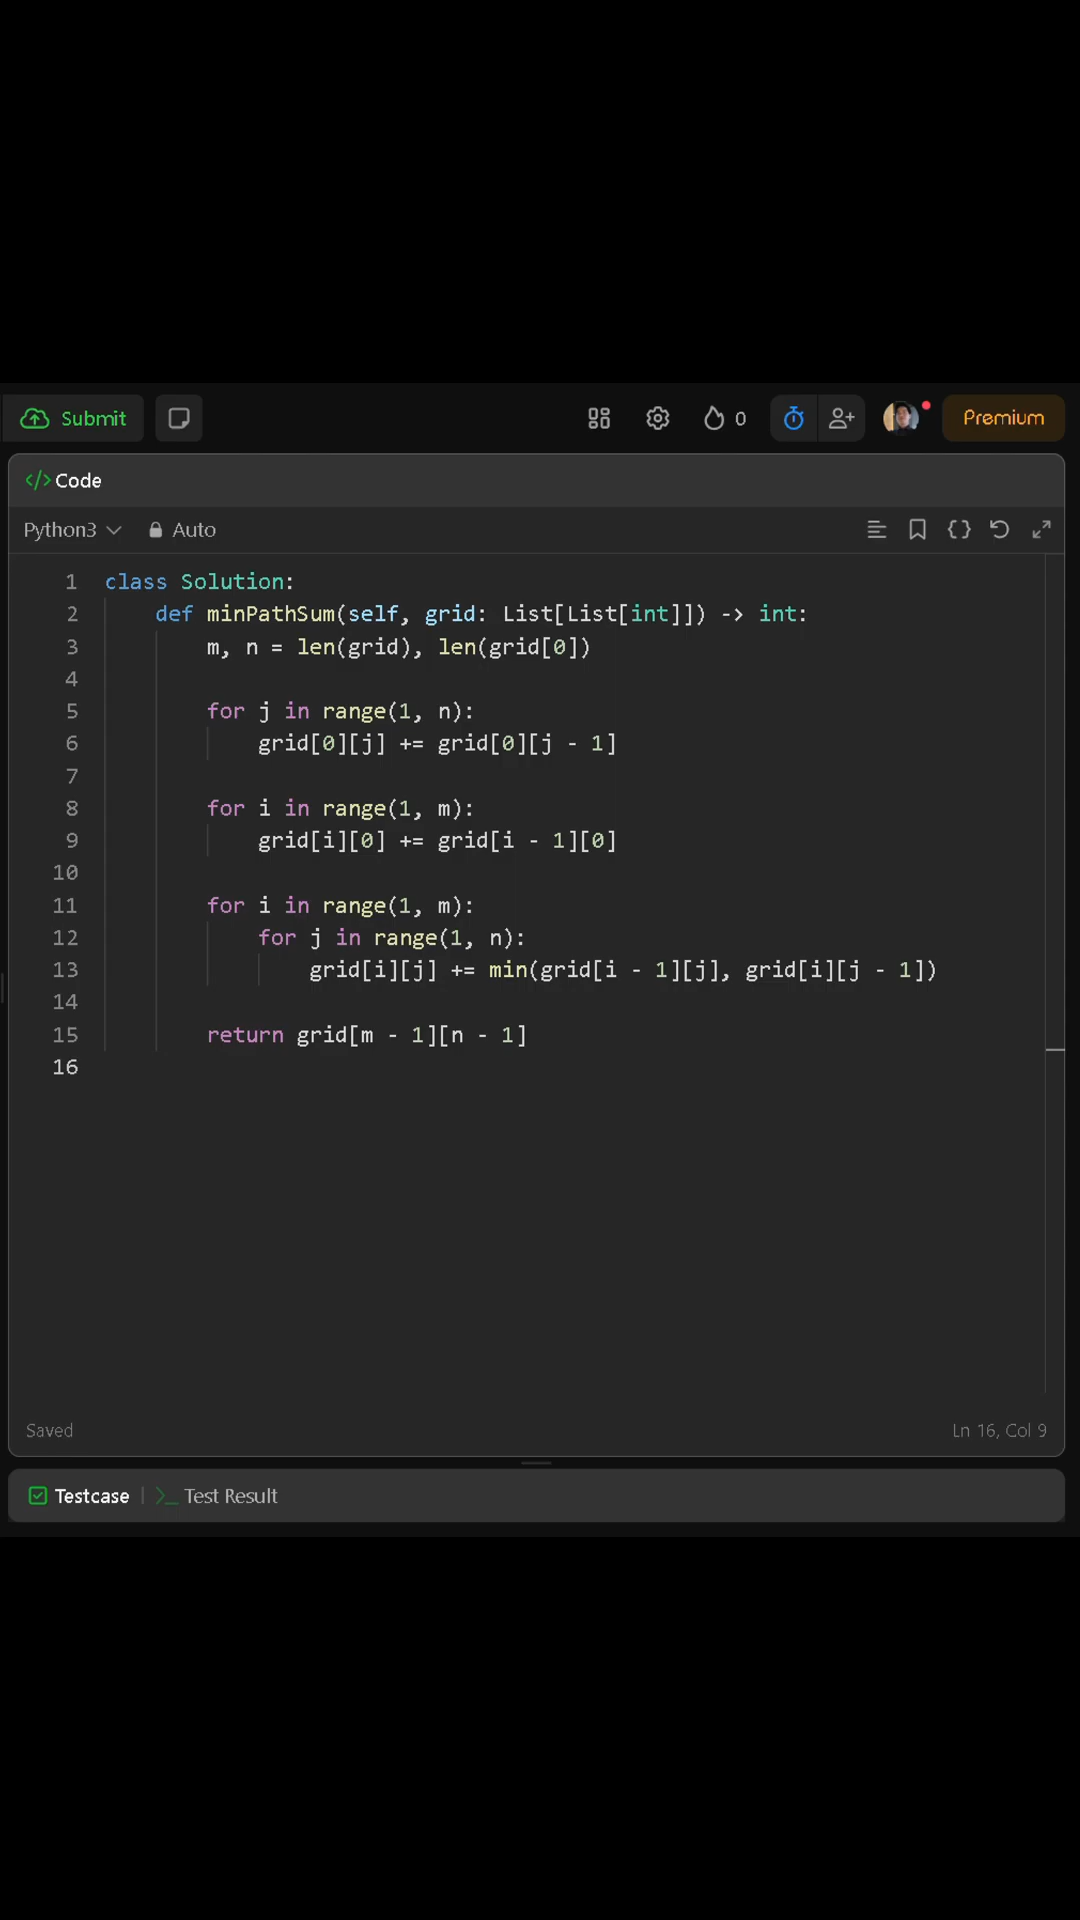 Submit 0 Premium
</> Code
Python3 Auto
1 class Solution:
2     def minPathSum(self, grid: List[List[int]]) -> int:
3         m, n = len(grid), len(grid[0])
4
5         for j in range(1, n):
6             grid[0][j] += grid[0][j - 1]
7
8         for i in range(1, m):
9             grid[i][0] += grid[i - 1][0]
10
11         for i in range(1, m):
12             for j in range(1, n):
13                 grid[i][j] += min(grid[i - 1][j], grid[i][j - 1])
14
15         return grid[m - 1][n - 1]
16
Saved Ln 16, Col 9
Testcase | >_ Test Result